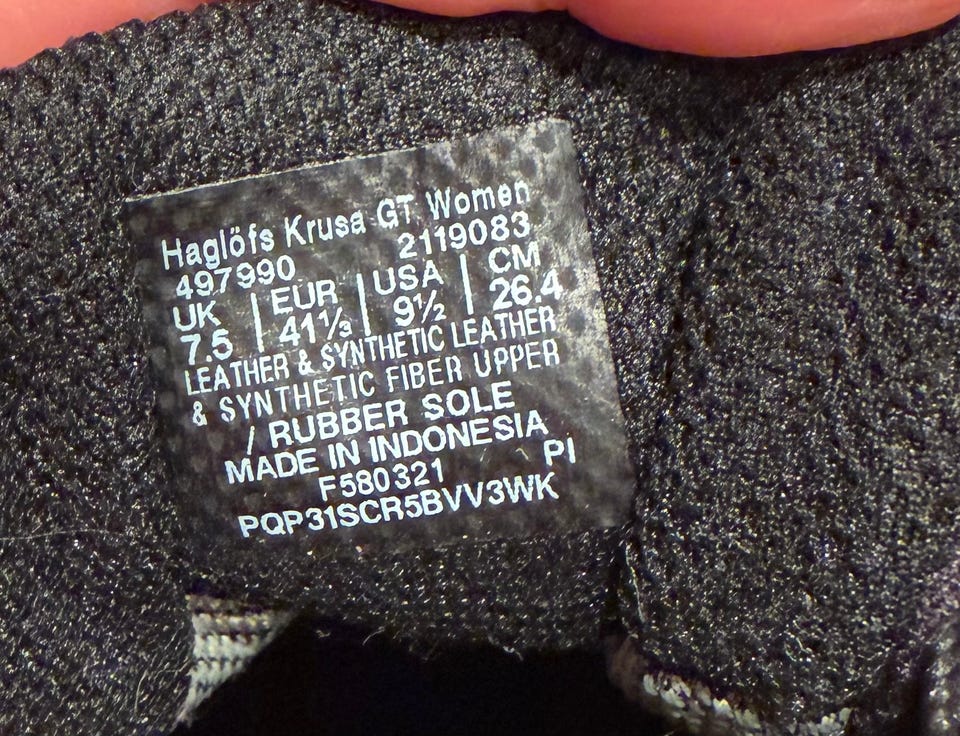 Haglöfs Krusa GT Women
497990 2119083
UK | EUR | USA | CM
7.5 | 41⅓ | 9½ | 26.4
LEATHER & SYNTHETIC LEATHER
& SYNTHETIC FIBER UPPER
/ RUBBER SOLE
MADE IN INDONESIA
F580321 PI
PQP31SCR5BVV3WK